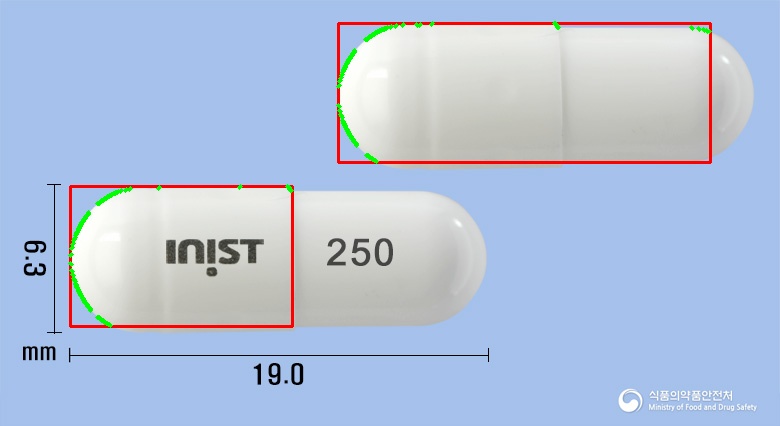 INIST 250
6.3
mm
19.0
식품의약품안전처
Ministry of Food and Drug Safety